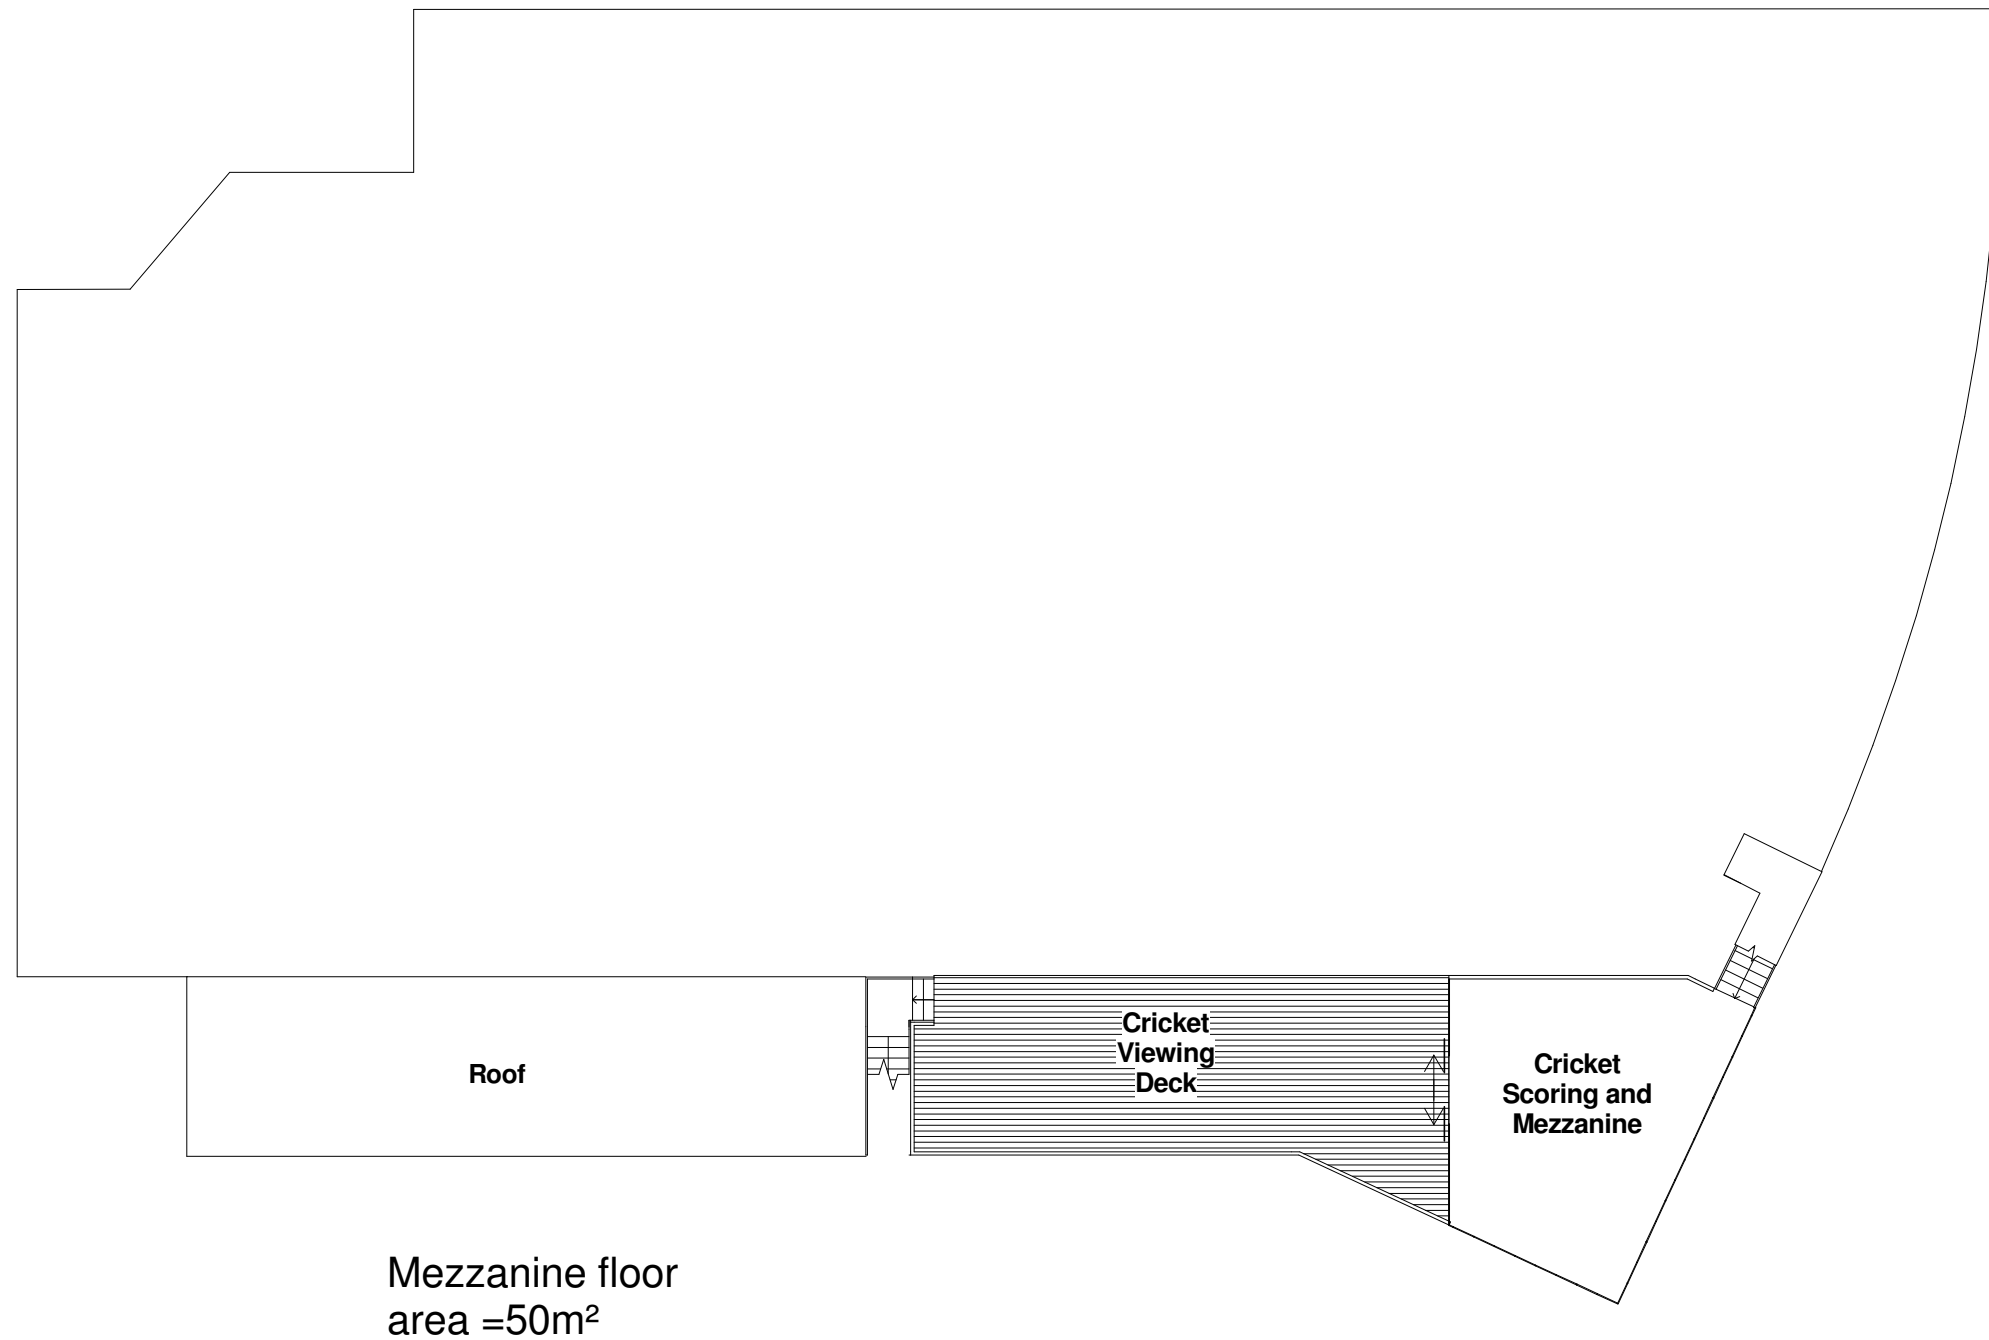 Cricket
Viewing
Deck
Roof
Cricket
Scoring and
Mezzanine
Mezzanine floor
area =50m²